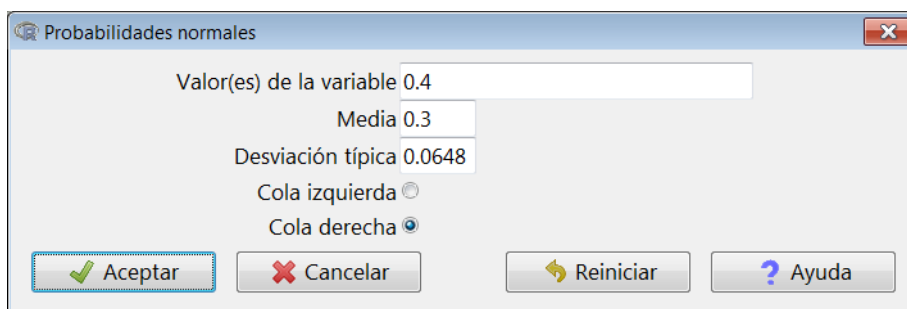 Probabilidades normales
Valor(es) de la variable 0.4
Media 0.3
Desviación típica 0.0648
Cola izquierda
Cola derecha
Aceptar Cancelar Reiniciar Ayuda